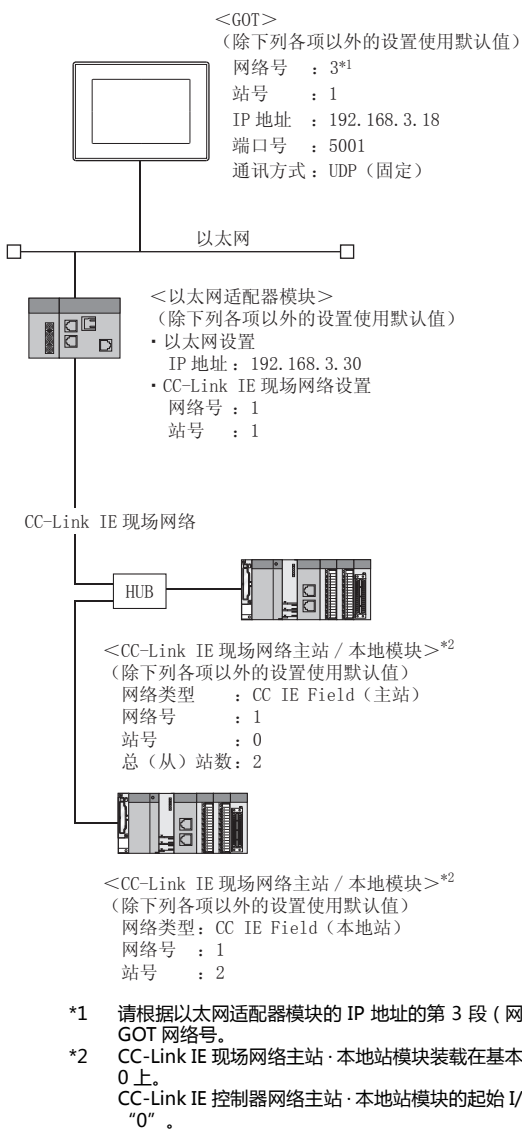 <GOT>
(除下列各项以外的设置使用默认值)
网络号 : 3*1
站号 : 1
IP 地址 : 192.168.3.18
端口号 : 5001
通讯方式 : UDP(固定)
以太网
<以太网适配器模块>
(除下列各项以外的设置使用默认值)
・以太网设置
IP 地址 : 192.168.3.30
・CC-Link IE 现场网络设置
网络号 : 1
站号 : 1
CC-Link IE 现场网络
HUB
<CC-Link IE 现场网络主站 / 本地模块>*2
(除下列各项以外的设置使用默认值)
网络类型 : CC IE Field(主站)
网络号 : 1
站号 : 0
总(从)站数: 2
<CC-Link IE 现场网络主站 / 本地模块>*2
(除下列各项以外的设置使用默认值)
网络类型: CC IE Field(本地站)
网络号 : 1
站号 : 2
*1 请根据以太网适配器模块的 IP 地址的第 3 段 ( 网
GOT 网络号。
*2 CC-Link IE 现场网络主站 · 本地站模块装载在基本
0 上。
CC-Link IE 控制器网络主站 · 本地站模块的起始 I/
“0” 。